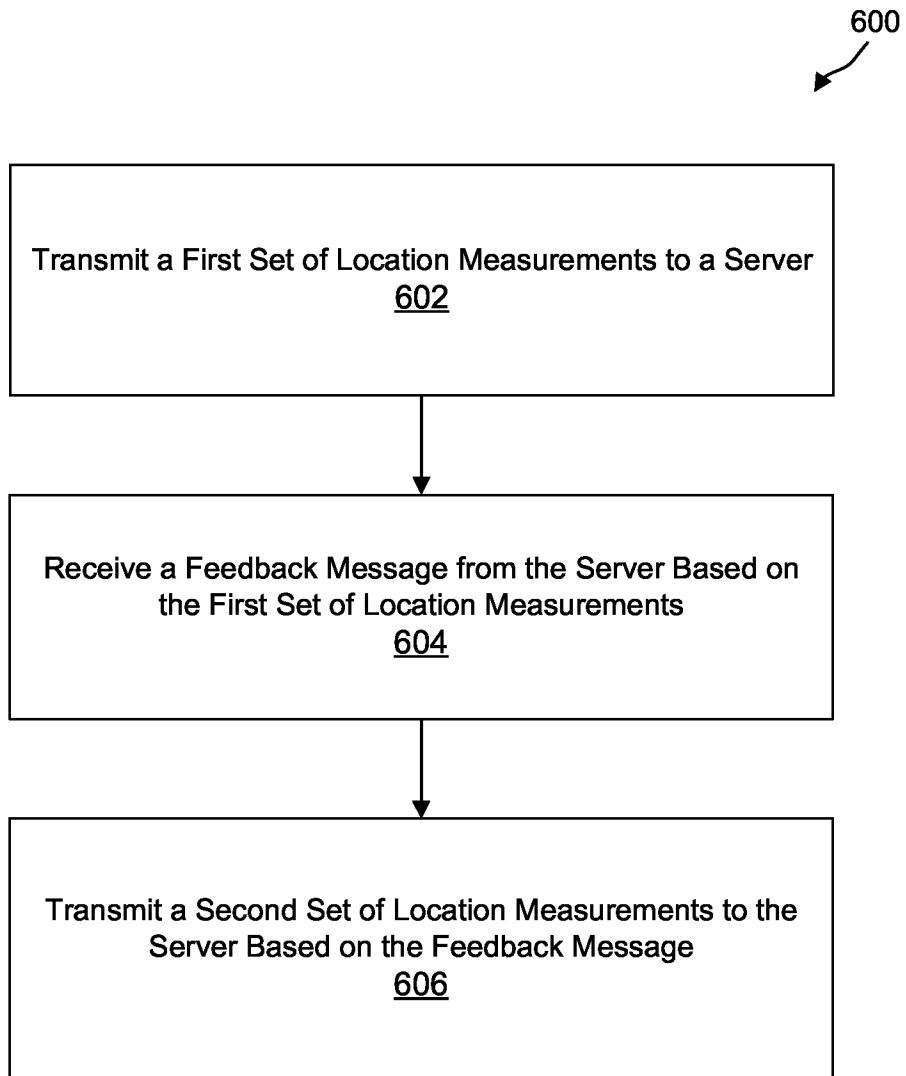 600
Transmit a First Set of Location Measurements to a Server
602
Receive a Feedback Message from the Server Based on
the First Set of Location Measurements
604
Transmit a Second Set of Location Measurements to the
Server Based on the Feedback Message
606